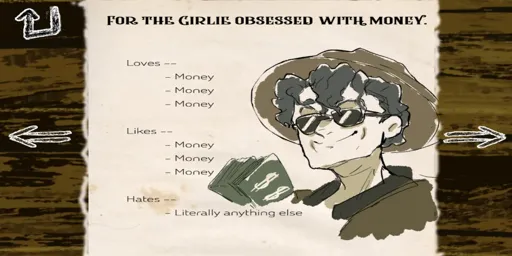 FOR THE GIRLIE OBSESSED WITH MONEY.
Loves --
- Money
- Money
- Money
Likes --
- Money
- Money
- Money
Hates --
- Literally anything else
$
$